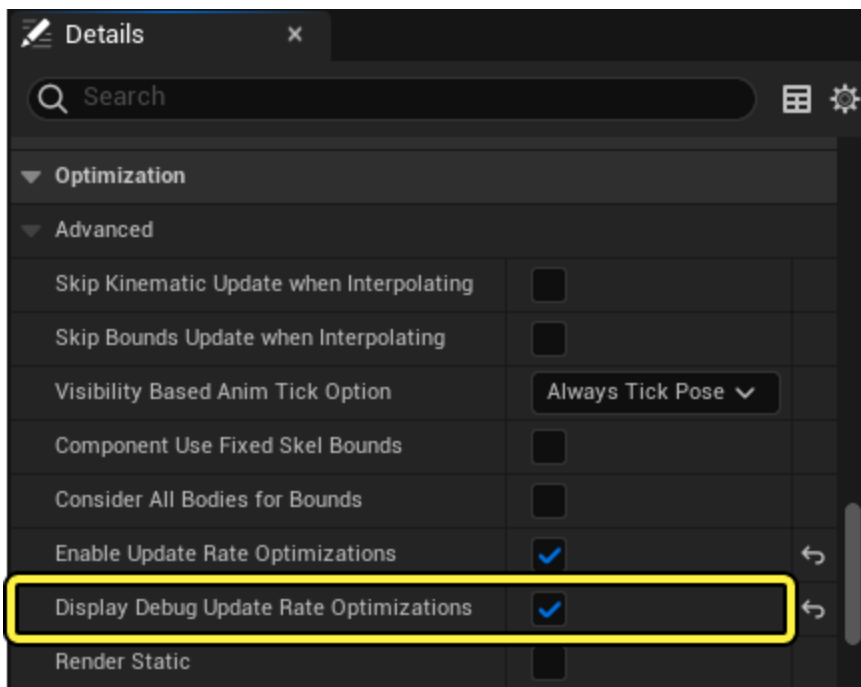 Details
Search
Optimization
Advanced
Skip Kinematic Update when Interpolating
Skip Bounds Update when Interpolating
Visibility Based Anim Tick Option Always Tick Pose
Component Use Fixed Skel Bounds
Consider All Bodies for Bounds
Enable Update Rate Optimizations
Display Debug Update Rate Optimizations
Render Static